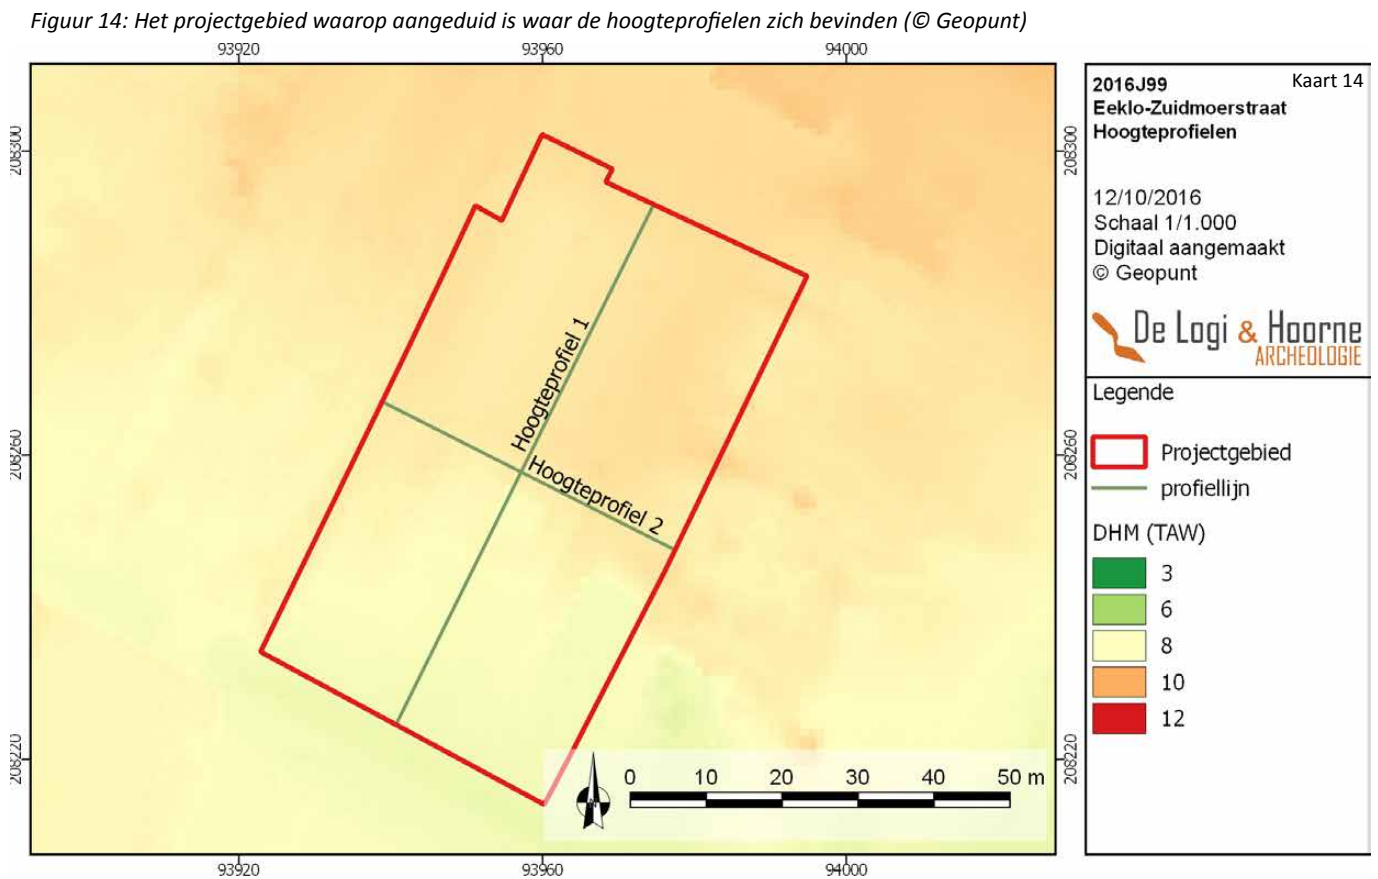 Figuur 14: Het projectgebied waarop aangeduid is waar de hoogteprofielen zich bevinden (© Geopunt)
93920 93960 94000
208300 208300
208260 208260
208220 208220
Hoogteprofiel 1
Hoogteprofiel 2
N
0 10 20 30 40 50 m
93920 93960 94000
2016J99 Kaart 14
Eeklo-Zuidmoerstraat
Hoogteprofielen
12/10/2016
Schaal 1/1.000
Digitaal aangemaakt
© Geopunt
De Logi & Hoorne
ARCHEOLOGIE
Legende
Projectgebied
profiellijn
DHM (TAW)
3
6
8
10
12